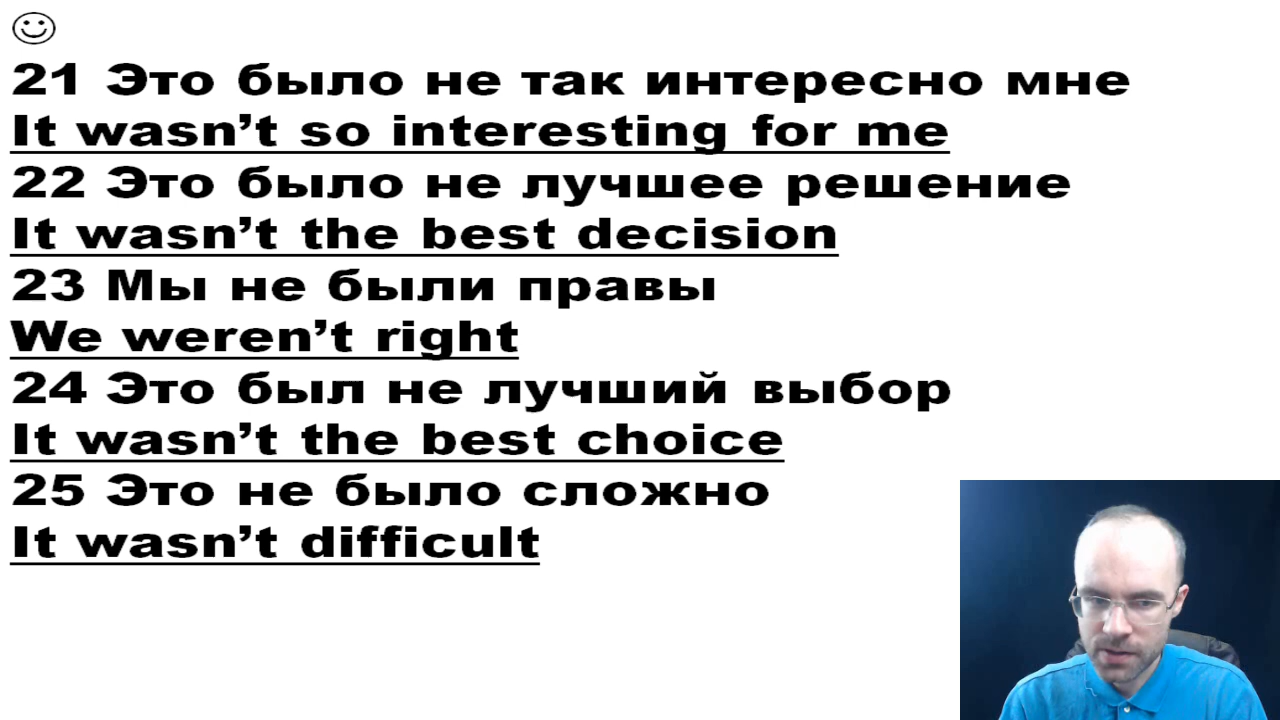 21 Это было не так интересно мне
It wasn’t so interesting for me
22 Это было не лучшее решение
It wasn’t the best decision
23 Мы не были правы
We weren’t right
24 Это был не лучший выбор
It wasn’t the best choice
25 Это не было сложно
It wasn’t difficult